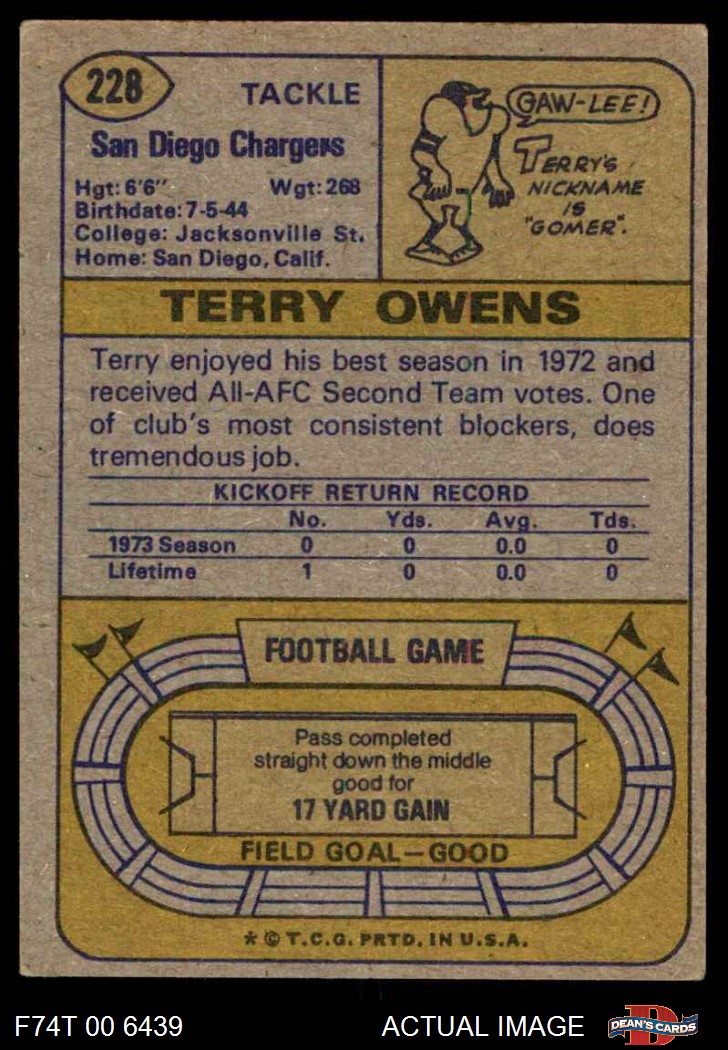 228
TACKLE
San Diego Chargers
Hgt: 6'6" Wgt: 268
Birthdate: 7-5-44
College: Jacksonville St.
Home: San Diego, Calif.
GAW-LEE!
TERRY'S
NICKNAME
IS
"GOMER".
TERRY OWENS
Terry enjoyed his best season in 1972 and
received All-AFC Second Team votes. One
of club's most consistent blockers, does
tremendous job.
KICKOFF RETURN RECORD
No. Yds. Avg. Tds.
1973 Season 0 0 0.0 0
Lifetime 1 0 0.0 0
FOOTBALL GAME
Pass completed
straight down the middle
good for
17 YARD GAIN
FIELD GOAL—GOOD
* © T.C.G. PRTD. IN U.S.A.
F74T 00 6439 ACTUAL IMAGE
D
DEAN'S CARDS